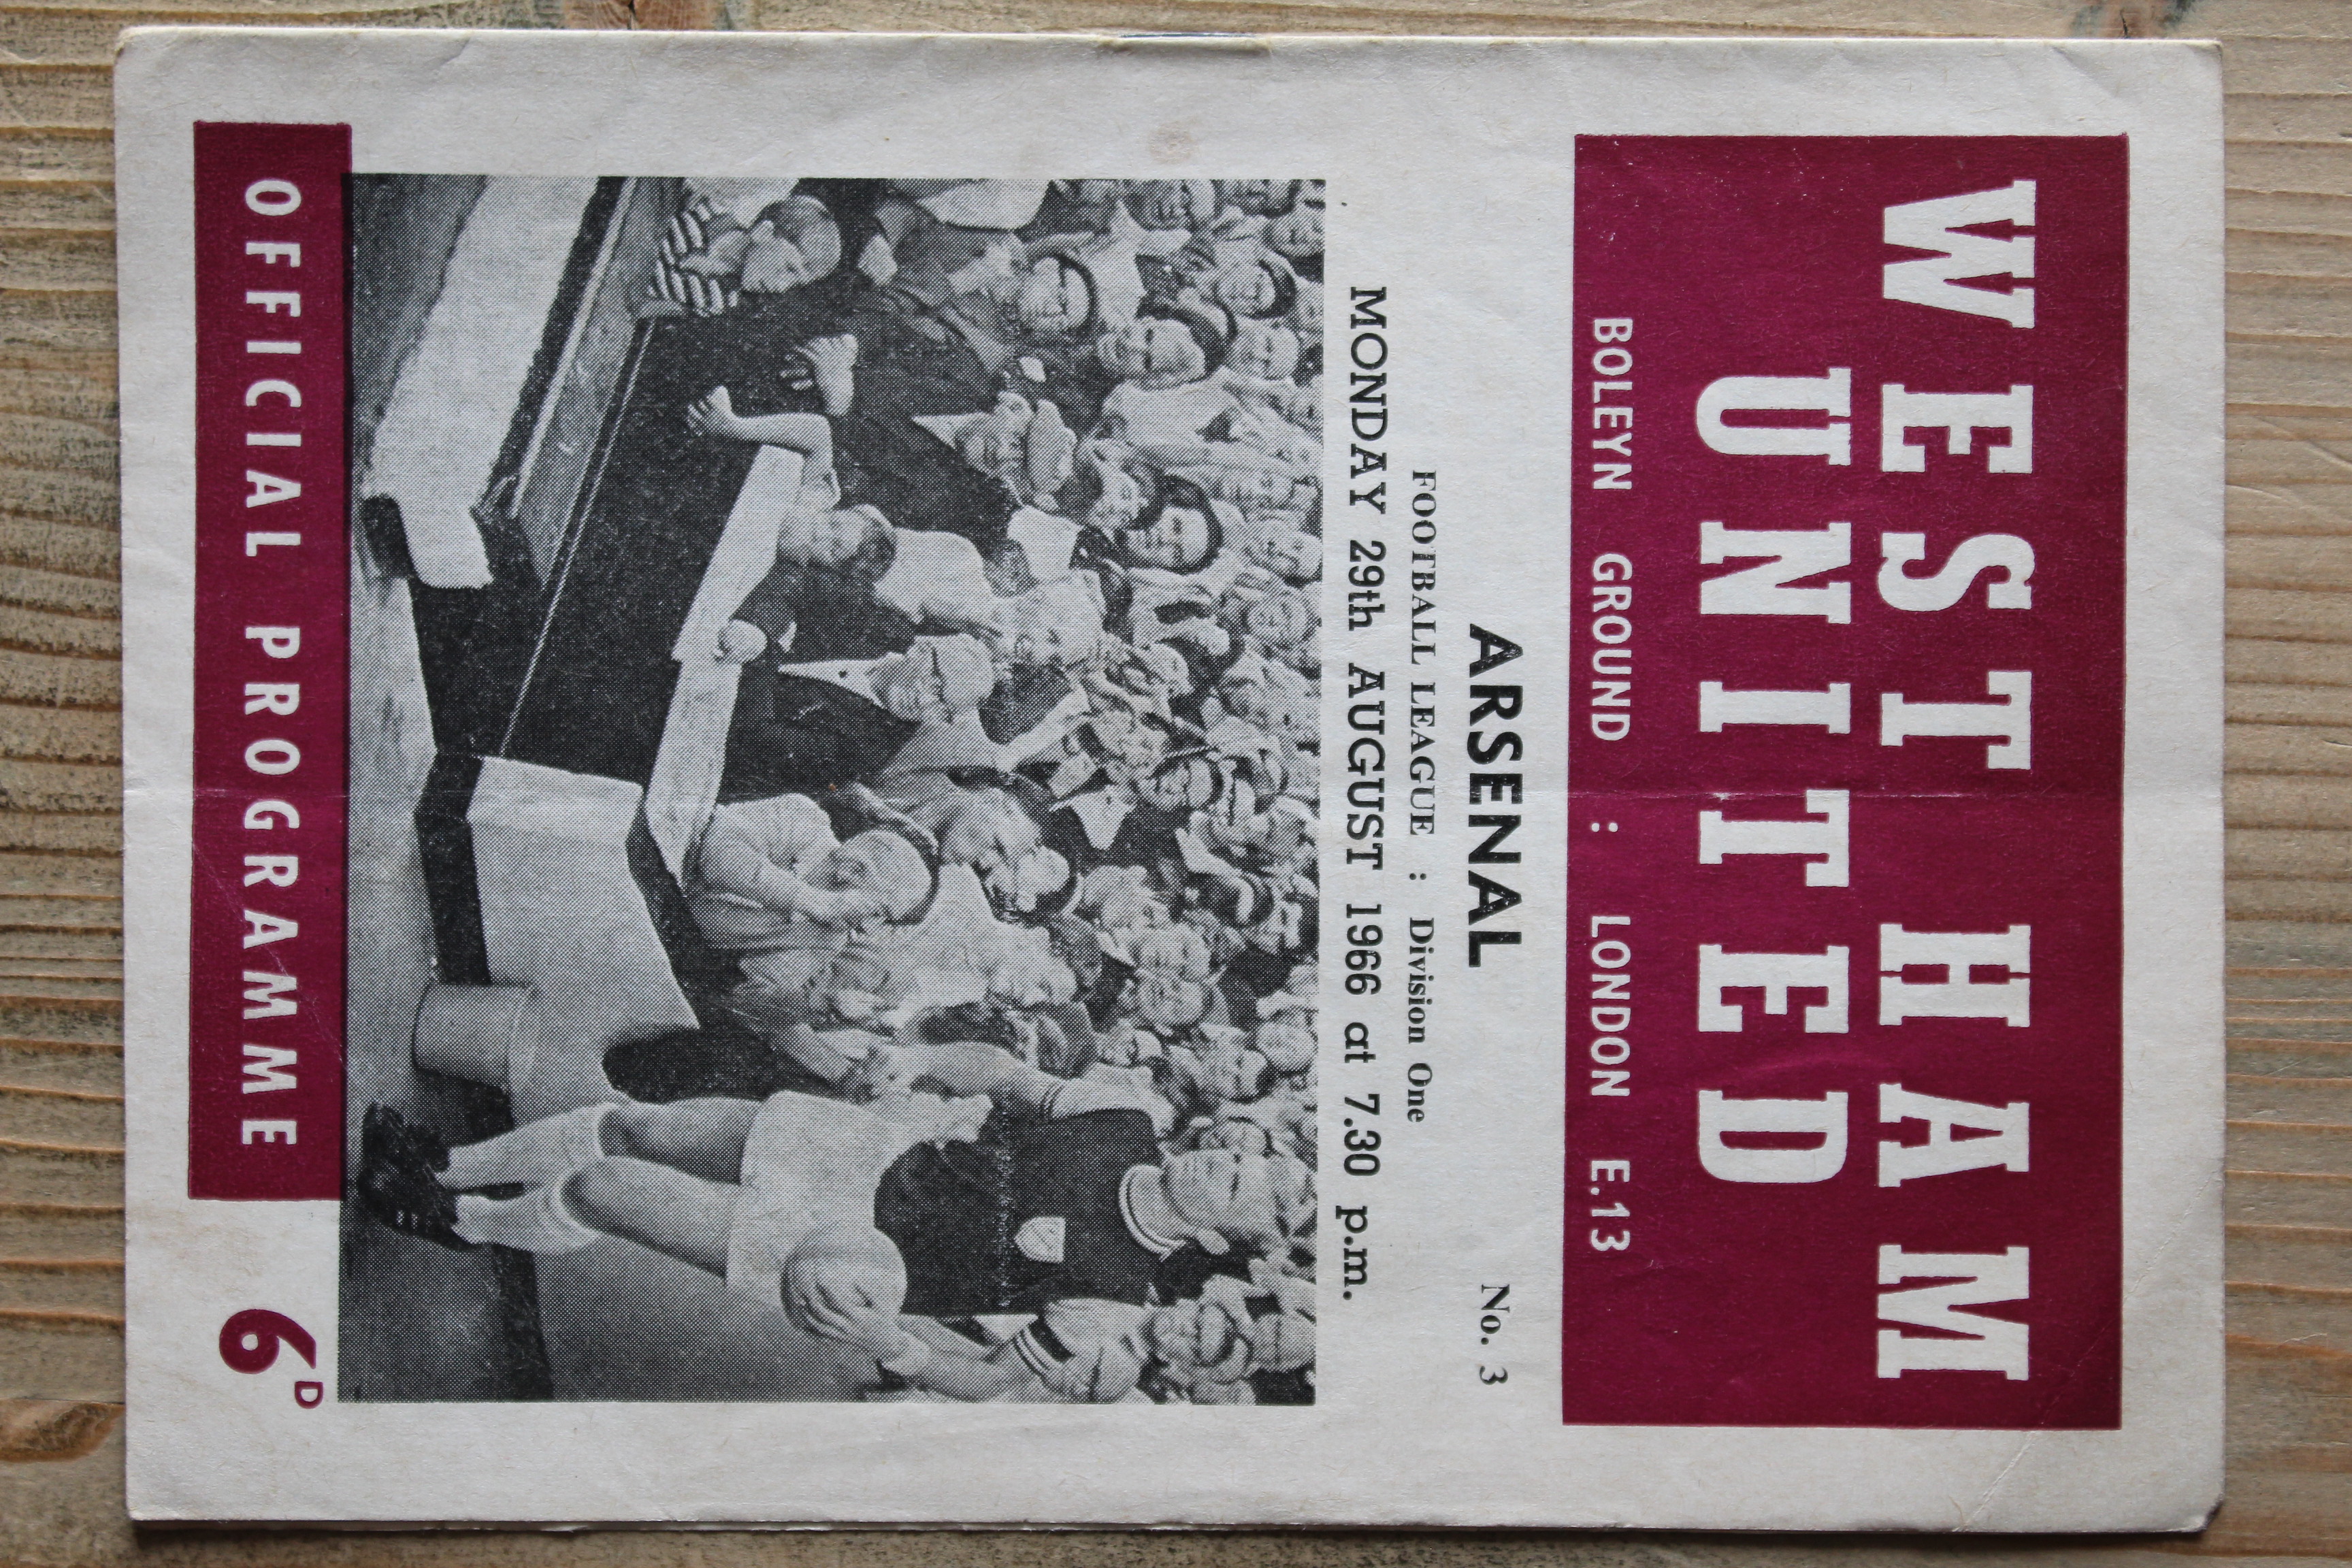 WEST HAM
UNITED
BOLEYN GROUND : LONDON E.13
ARSENAL No. 3
FOOTBALL LEAGUE : Division One
MONDAY 29th AUGUST 1966 at 7.30 p.m.
OFFICIAL PROGRAMME 6D